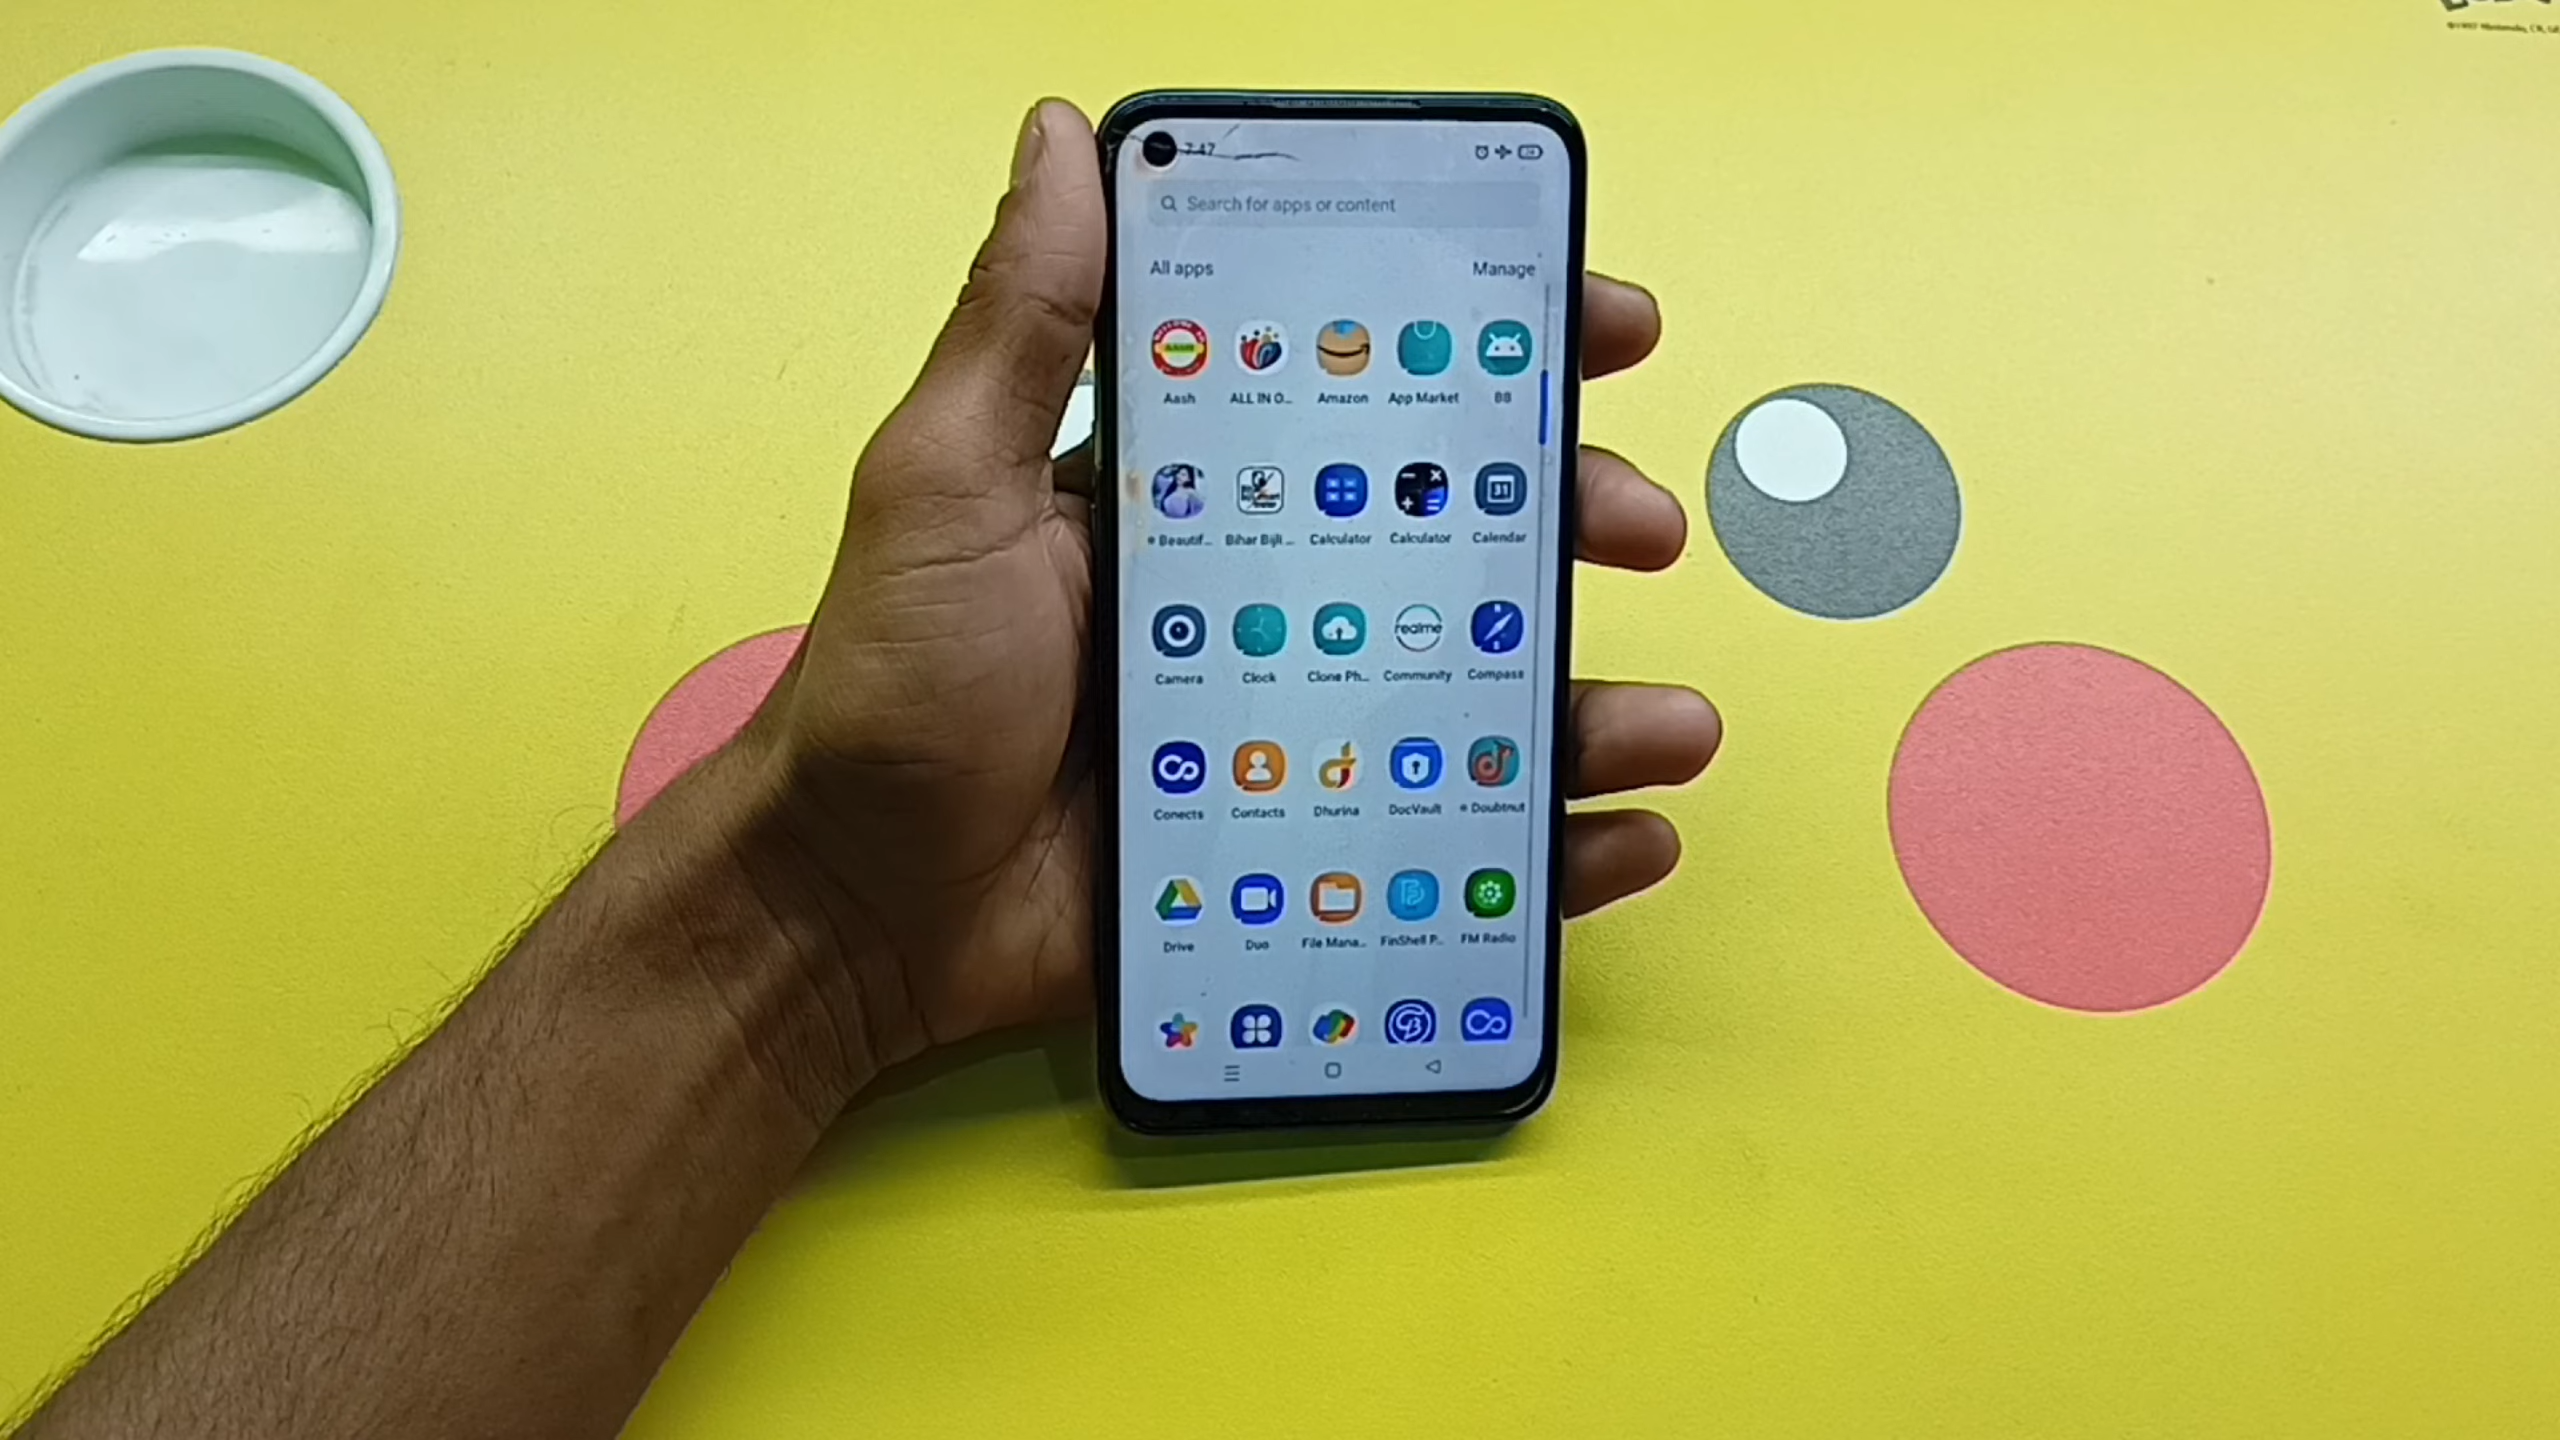 7:47
Search for apps or content
All apps Manage
Aash ALL IN O... Amazon App Market BB
Beautif... Bihar Bijli ... Calculator Calculator Calendar
31
realme
Camera Clock Clone Ph... Community Compass
Conects Contacts Dhurina DocVault Doubtnut
Drive Duo File Mana... FinShell P... FM Radio